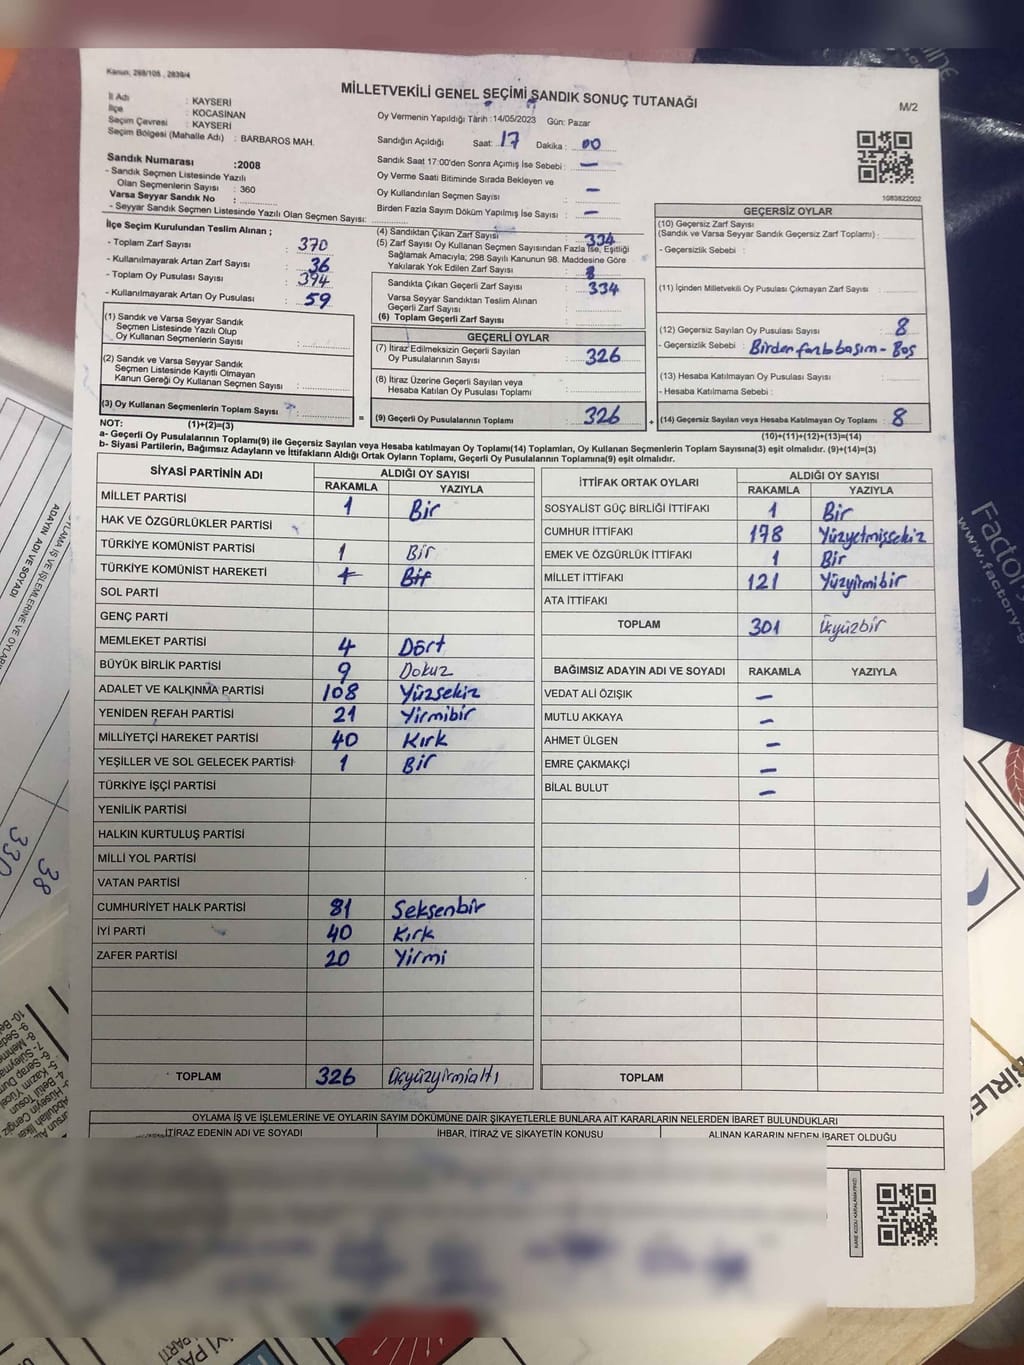 Kanun; 298/105 , 2839/4
MİLLETVEKİLİ GENEL SEÇİMİ SANDIK SONUÇ TUTANAĞI
M/2
İl Adı : KAYSERİ
İlçe : KOCASİNAN
Seçim Çevresi : KAYSERİ
Seçim Bölgesi (Mahalle Adı) : BARBAROS MAH.
Sandık Numarası :2008
- Sandık Seçmen Listesinde Yazılı
Olan Seçmenlerin Sayısı : 360
Varsa Seyyar Sandık No :
- Seyyar Sandık Seçmen Listesinde Yazılı Olan Seçmen Sayısı:
Oy Vermenin Yapıldığı Tarih :14/05/2023 Gün: Pazar
Sandığın Açıldığı Saat: 17 Dakika : 00
Sandık Saat 17:00'den Sonra Açımış İse Sebebi : —
Oy Verme Saati Bitiminde Sırada Bekleyen ve
Oy Kullandırılan Seçmen Sayısı : —
Birden Fazla Sayım Döküm Yapılmış İse Sayısı : —
1083822002
İlçe Seçim Kurulundan Teslim Alınan ;
- Toplam Zarf Sayısı : 370
- Kullanılmayarak Artan Zarf Sayısı : 36
- Toplam Oy Pusulası Sayısı : 394
- Kullanılmayarak Artan Oy Pusulası : 59
(1) Sandık ve Varsa Seyyar Sandık
Seçmen Listesinde Yazılı Olup
Oy Kullanan Seçmenlerin Sayısı :
(2) Sandık ve Varsa Seyyar Sandık
Seçmen Listesinde Kayıtlı Olmayan
Kanun Gereği Oy Kullanan Seçmen Sayısı :
(3) Oy Kullanan Seçmenlerin Toplam Sayısı :
(1)+(2)=(3)
(4) Sandıktan Çıkan Zarf Sayısı : 334
(5) Zarf Sayısı Oy Kullanan Seçmen Sayısından Fazla İse, Eşitliği
Sağlamak Amacıyla; 298 Sayılı Kanunun 98. Maddesine Göre
Yakılarak Yok Edilen Zarf Sayısı :
Sandıkta Çıkan Geçerli Zarf Sayısı : 334
Varsa Seyyar Sandıktan Teslim Alınan
Geçerli Zarf Sayısı :
(6) Toplam Geçerli Zarf Sayısı :
GEÇERLİ OYLAR
(7) İtiraz Edilmeksizin Geçerli Sayılan
Oy Pusulalarının Sayısı : 326
(8) İtiraz Üzerine Geçerli Sayılan veya
Hesaba Katılan Oy Pusulası Toplamı :
= (9) Geçerli Oy Pusulalarının Toplamı : 326 +
GEÇERSİZ OYLAR
(10) Geçersiz Zarf Sayısı
(Sandık ve Varsa Seyyar Sandık Geçersiz Zarf Toplamı) :
- Geçersizlik Sebebi :
(11) İçinden Milletvekili Oy Pusulası Çıkmayan Zarf Sayısı :
(12) Geçersiz Sayılan Oy Pusulası Sayısı : 8
- Geçersizlik Sebebi : Birden fazla basım - Boş
(13) Hesaba Katılmayan Oy Pusulası Sayısı :
- Hesaba Katılmama Sebebi :
(14) Geçersiz Sayılan veya Hesaba Katılmayan Oy Toplamı : 8
(10)+(11)+(12)+(13)=(14)
NOT:
a- Geçerli Oy Pusulalarının Toplamı(9) ile Geçersiz Sayılan veya Hesaba katılmayan Oy Toplamı(14) Toplamları, Oy Kullanan Seçmenlerin Toplam Sayısına(3) eşit olmalıdır. (9)+(14)=(3)
b- Siyasi Partilerin, Bağımsız Adayların ve İttifakların Aldığı Ortak Oyların Toplamı, Geçerli Oy Pusulalarının Toplamına(9) eşit olmalıdır.
SİYASİ PARTİNİN ADI ALDIĞI OY SAYISI
RAKAMLA YAZIYLA
MİLLET PARTİSİ 1 Bir
HAK VE ÖZGÜRLÜKLER PARTİSİ
TÜRKİYE KOMÜNİST PARTİSİ 1 Bir
TÜRKİYE KOMÜNİST HAREKETİ 1 Bir
SOL PARTİ
GENÇ PARTİ
MEMLEKET PARTİSİ 4 Dört
BÜYÜK BİRLİK PARTİSİ 9 Dokuz
ADALET VE KALKINMA PARTİSİ 108 Yüzsekiz
YENİDEN REFAH PARTİSİ 21 Yirmibir
MİLLİYETÇİ HAREKET PARTİSİ 40 Kırk
YEŞİLLER VE SOL GELECEK PARTİSİ 1 Bir
TÜRKİYE İŞÇİ PARTİSİ
YENİLİK PARTİSİ
HALKIN KURTULUŞ PARTİSİ
MİLLİ YOL PARTİSİ
VATAN PARTİSİ
CUMHURİYET HALK PARTİSİ 81 Seksenbir
İYİ PARTİ 40 Kırk
ZAFER PARTİSİ 20 Yirmi
TOPLAM 326 Üçyüzyirmialtı
İTTİFAK ORTAK OYLARI ALDIĞI OY SAYISI
RAKAMLA YAZIYLA
SOSYALİST GÜÇ BİRLİĞİ İTTİFAKI 1 Bir
CUMHUR İTTİFAKI 178 Yüzyetmişsekiz
EMEK VE ÖZGÜRLÜK İTTİFAKI 1 Bir
MİLLET İTTİFAKI 121 Yüzyirmibir
ATA İTTİFAKI
TOPLAM 301 Üçyüzbir
BAĞIMSIZ ADAYIN ADI VE SOYADI RAKAMLA YAZIYLA
VEDAT ALİ ÖZIŞIK —
MUTLU AKKAYA —
AHMET ÜLGEN —
EMRE ÇAKMAKÇİ —
BİLAL BULUT —
TOPLAM
OYLAMA İŞ VE İŞLEMLERİNE VE OYLARIN SAYIM DÖKÜMÜNE DAİR ŞİKAYETLERLE BUNLARA AİT KARARLARIN NELERDEN İBARET BULUNDUKLARI
İTİRAZ EDENİN ADI VE SOYADI İHBAR, İTİRAZ VE ŞİKAYETİN KONUSU ALINAN KARARIN NEDEN İBARET OLDUĞU
KARE KODU KARALAMAYINIZ!
ADAYIN ADI VE SOYADI
38
330
Factory
www.factory-
BİRLE
İYİ PA
PARTİ